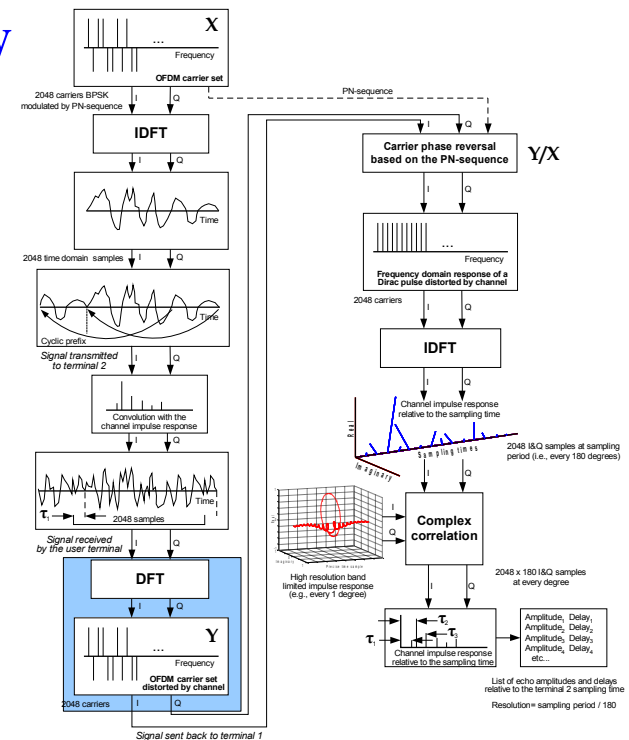 y
X
...
Frequency
OFDM carrier set
2048 carriers BPSK
modulated by PN-sequence
I
Q
PN-sequence
IDFT
I
Q
Time
2048 time domain samples
I
Q
Time
Cyclic prefix
Signal transmitted
to terminal 2
I
Q
Convolution with the
channel impulse response
I
Q
Time
τ1
2048 samples
Signal received
by the user terminal
I
Q
DFT
I
Q
Y
...
Frequency
OFDM carrier set
distorted by channel
2048 carriers
I
Q
Signal sent back to terminal 1
I
Q
Carrier phase reversal
based on the PN-sequence
Y/X
I
Q
...
Frequency
Frequency domain response of a
Dirac pulse distorted by channel
2048 carriers
I
Q
IDFT
I
Q
Channel impulse response
relative to the sampling time
Real
Imaginary
Sampling times
2048 I&Q samples at sampling
period (i.e., every 180 degrees)
I
Q
I
Q
High resolution band
limited impulse response
(e.g., every 1 degree)
Complex
correlation
I
Q
2048 x 180 I&Q samples
at every degree
τ2
τ3
τ1
Channel impulse response
relative to the sampling time
Amplitude1 Delay1
Amplitude2 Delay2
Amplitude3 Delay3
Amplitude4 Delay4
etc...
List of echo amplitudes and delays
relative to the terminal 2 sampling time
Resolution= sampling period / 180